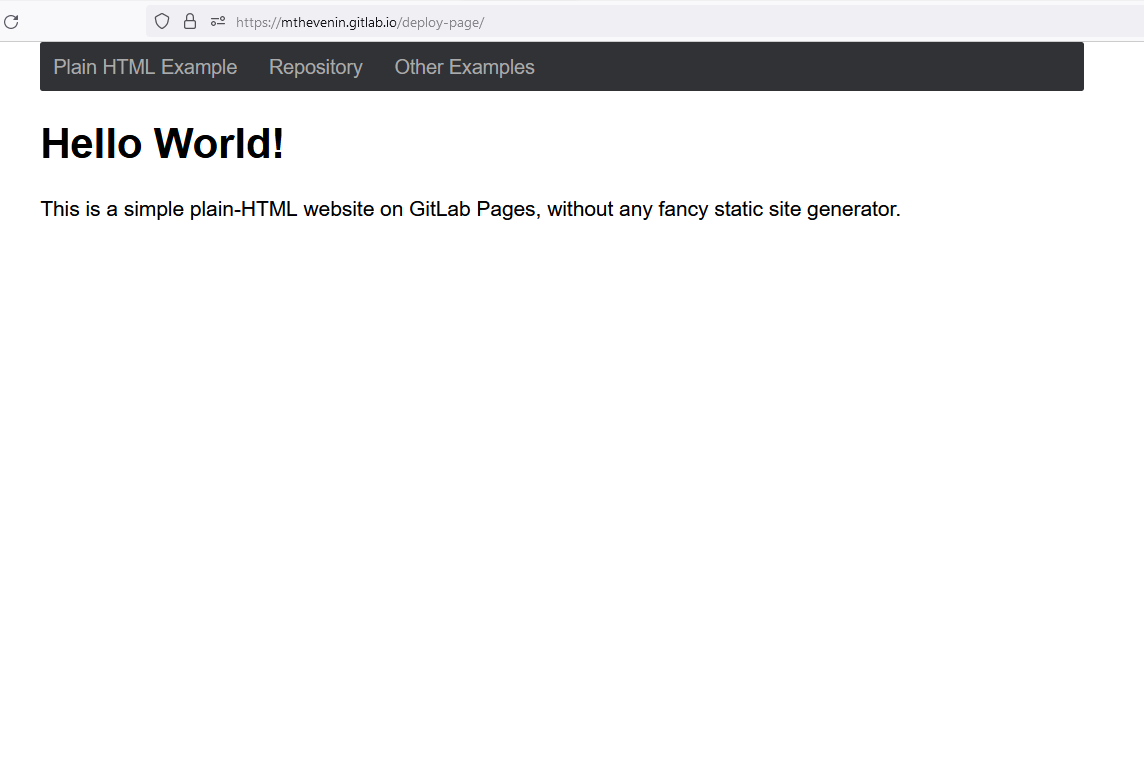 https://mthevenin.gitlab.io/deploy-page/
Plain HTML Example Repository Other Examples
Hello World!
This is a simple plain-HTML website on GitLab Pages, without any fancy static site generator.